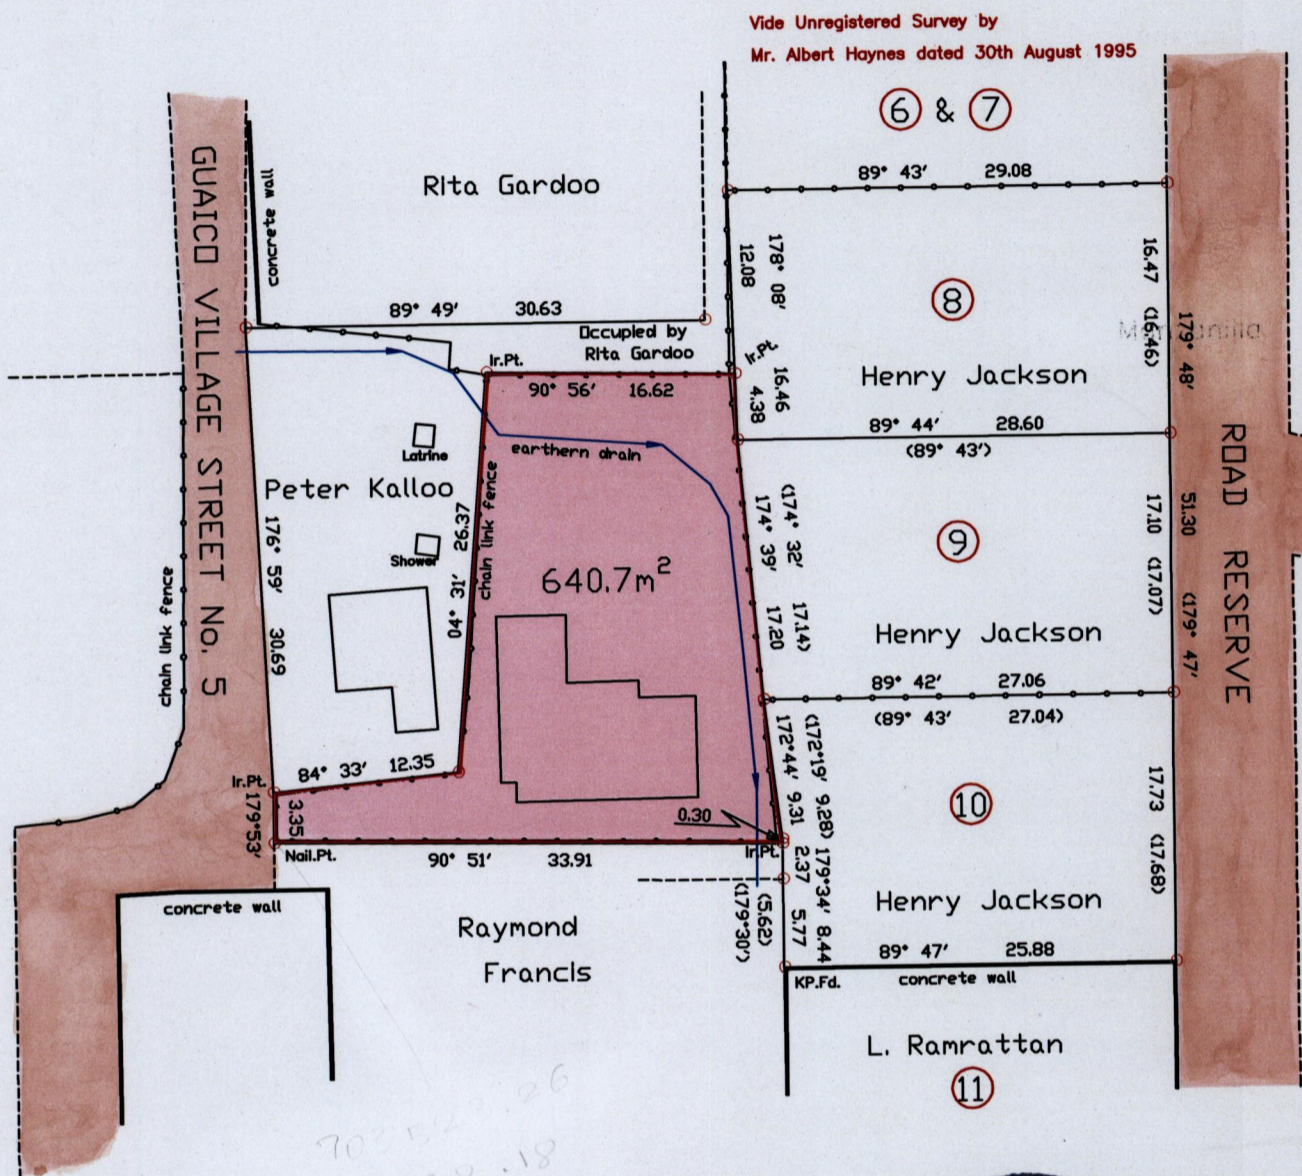 Vide Unregistered Survey by
Mr. Albert Haynes dated 30th August 1995
6 & 7
89° 43' 29.08
GUAICO VILLAGE STREET No. 5
concrete wall
Rita Gardoo
89° 49' 30.63
Occupied by
Rita Gardoo
178° 08'
12.08
16.47 (16.46)
8
179° 48'
Henry Jackson
Ir.Pt.
90° 56' 16.62
Ir.Pt.
16.46
4.38
89° 44' 28.60
(89° 43')
Latrine
earthern drain
Peter Kalloo
chain link fence
26.37
04° 31'
Shower
640.7m²
(174° 32' 17.14)
174° 39' 17.20
9
Henry Jackson
17.10 (17.07)
51.30 (179° 47'
ROAD RESERVE
176° 59' 30.69
chain link fence
89° 42' 27.06
(89° 43' 27.04)
84° 33' 12.35
Ir.Pt.
179°53'
3.35
0.30
(172°19' 9.28)
172°44' 9.31
10
17.73 (17.68)
Nail.Pt.
90° 51' 33.91
Ir.Pt.
2.37
179°34' 8.44
5.77
(5.62)
(179°30')
Henry Jackson
concrete wall
Raymond
Francis
89° 47' 25.88
KP.Fd.
concrete wall
L. Ramrattan
11